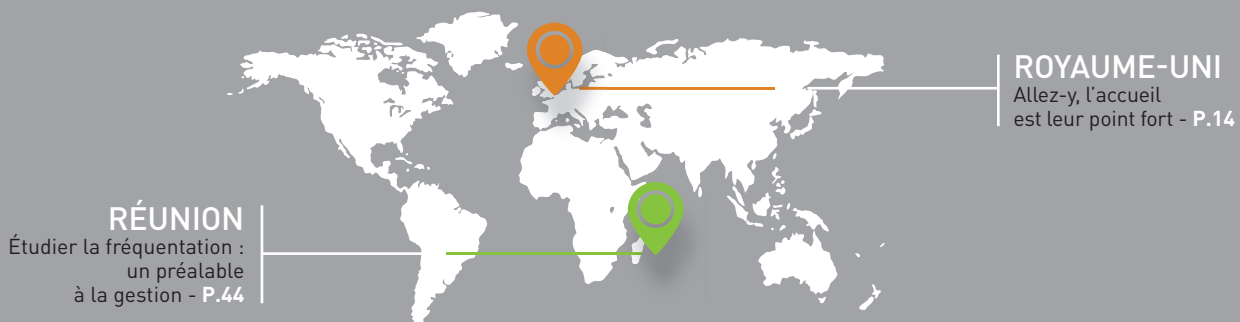 ROYAUME-UNI
Allez-y, l'accueil
est leur point fort - P.14
RÉUNION
Étudier la fréquentation :
un préalable
à la gestion - P.44